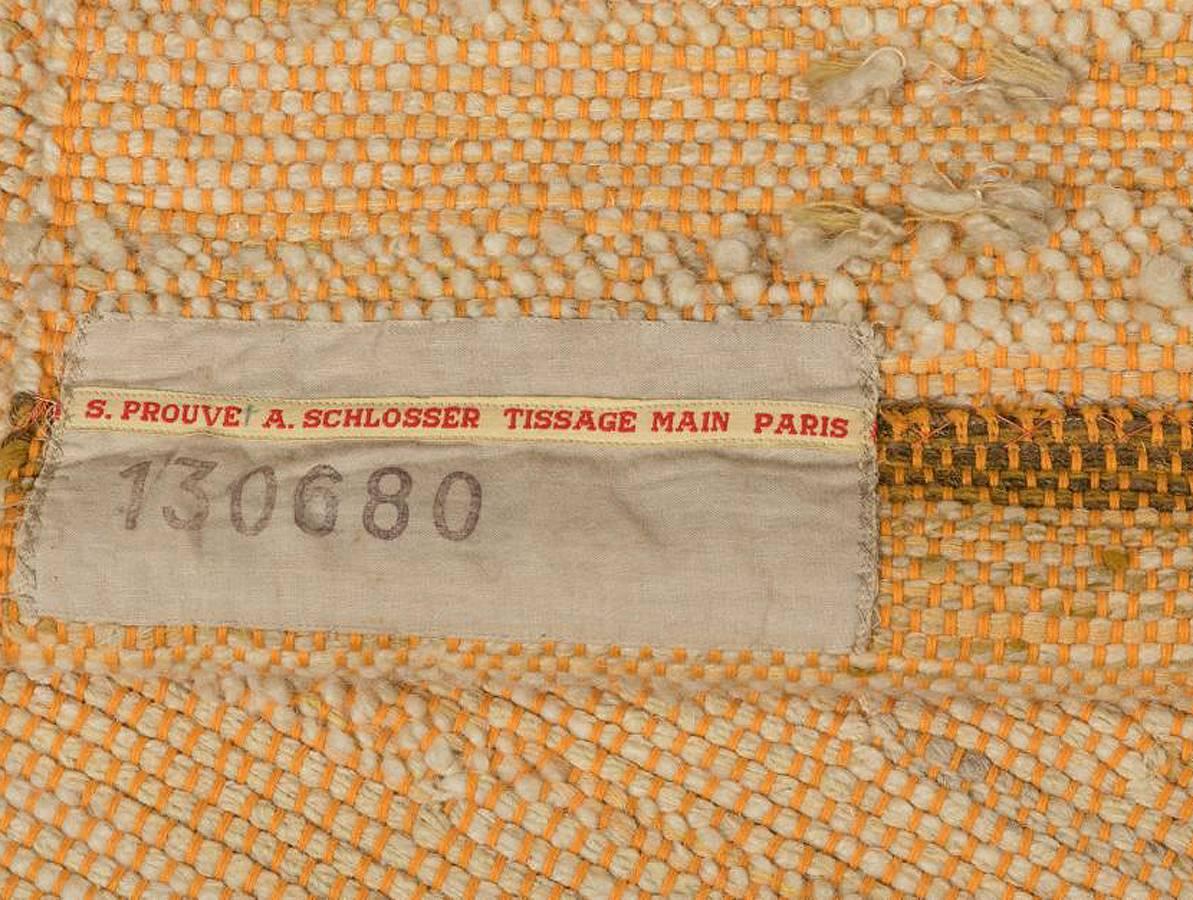 S. PROUVE' A. SCHLOSSER TISSAGE MAIN PARIS
130680